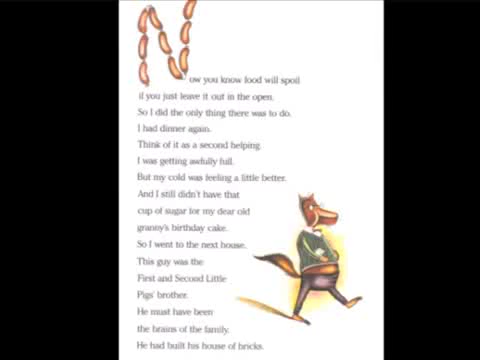 Now you know food will spoil
if you just leave it out in the open.
So I did the only thing there was to do.
I had dinner again.
Think of it as a second helping.
I was getting awfully full.
But my cold was feeling a little better.
And I still didn't have that
cup of sugar for my dear old
granny's birthday cake.
So I went to the next house.
This guy was the
First and Second Little
Pigs' brother.
He must have been
the brains of the family.
He had built his house of bricks.